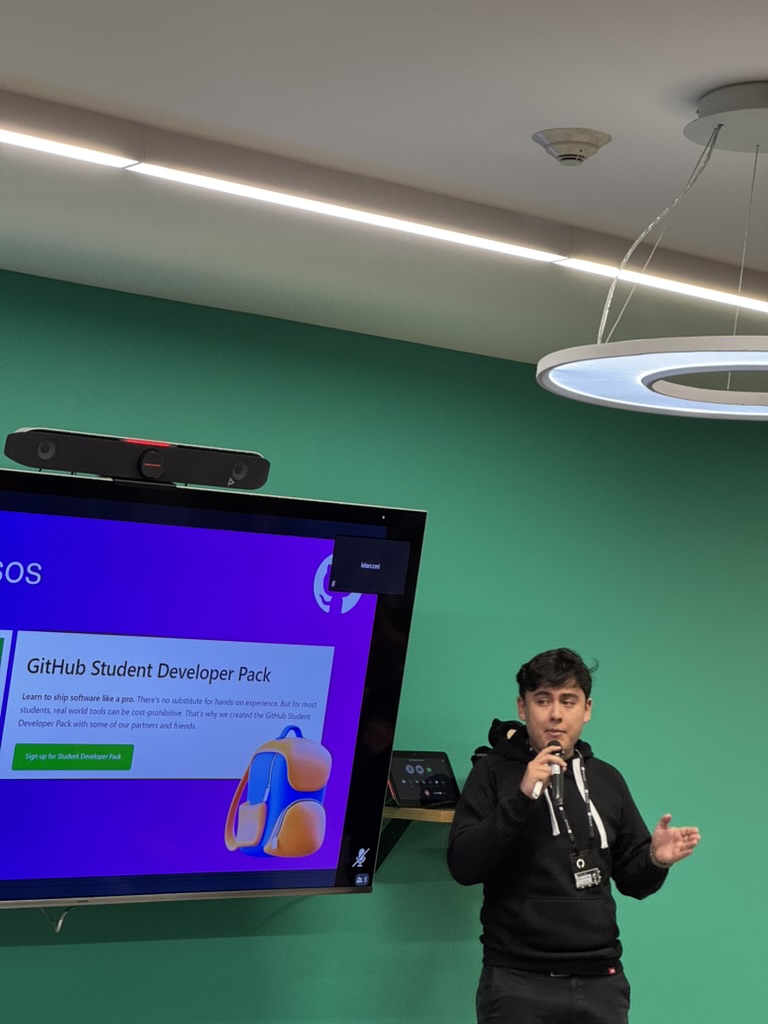 sos
Marconi
GitHub Student Developer Pack
Learn to ship software like a pro. There's no substitute for hands-on experience. But for most
students, real world tools can be cost-prohibitive. That's why we created the GitHub Student
Developer Pack with some of our partners and friends.
Sign up for Student Developer Pack